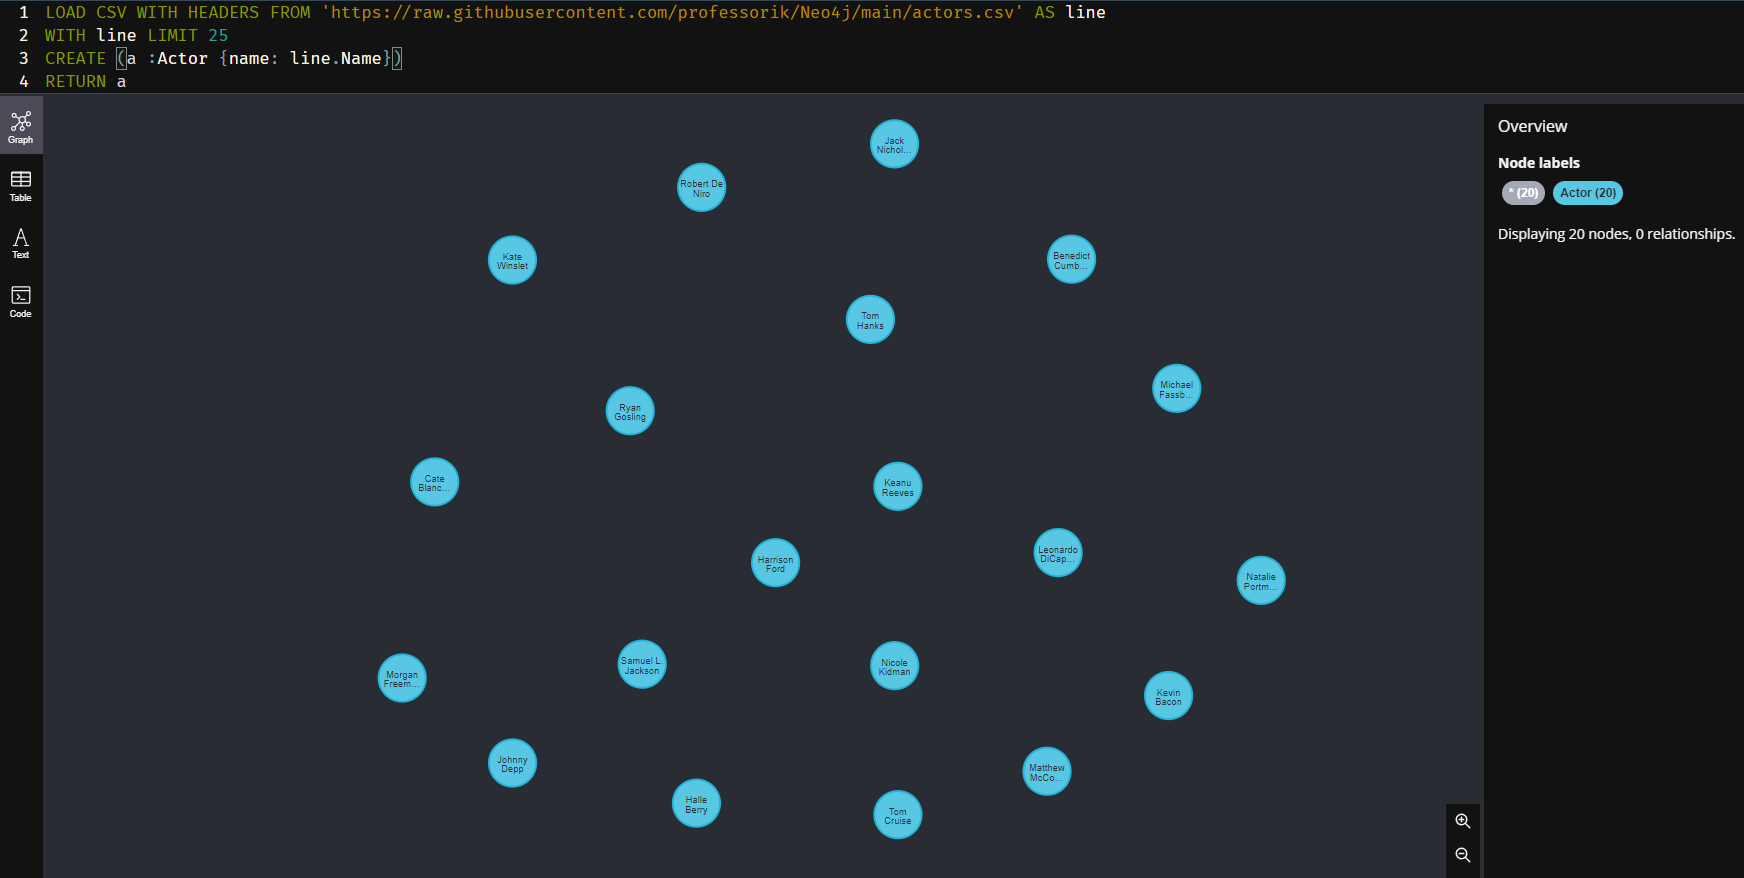 1 LOAD CSV WITH HEADERS FROM 'https://raw.githubusercontent.com/professorik/Neo4j/main/actors.csv' AS line
2 WITH line LIMIT 25
3 CREATE (a :Actor {name: line.Name})
4 RETURN a
Graph
Table
Text
Code
Jack
Nichol...
Robert De
Niro
Kate
Winslet
Benedict
Cumb...
Tom
Hanks
Michael
Fassb...
Ryan
Gosling
Cate
Blanc...
Keanu
Reeves
Leonardo
DiCap...
Harrison
Ford
Natalie
Portm...
Samuel L.
Jackson
Nicole
Kidman
Morgan
Freem...
Kevin
Bacon
Johnny
Depp
Matthew
McCo...
Halle
Berry
Tom
Cruise
Overview
Node labels
* (20) Actor (20)
Displaying 20 nodes, 0 relationships.